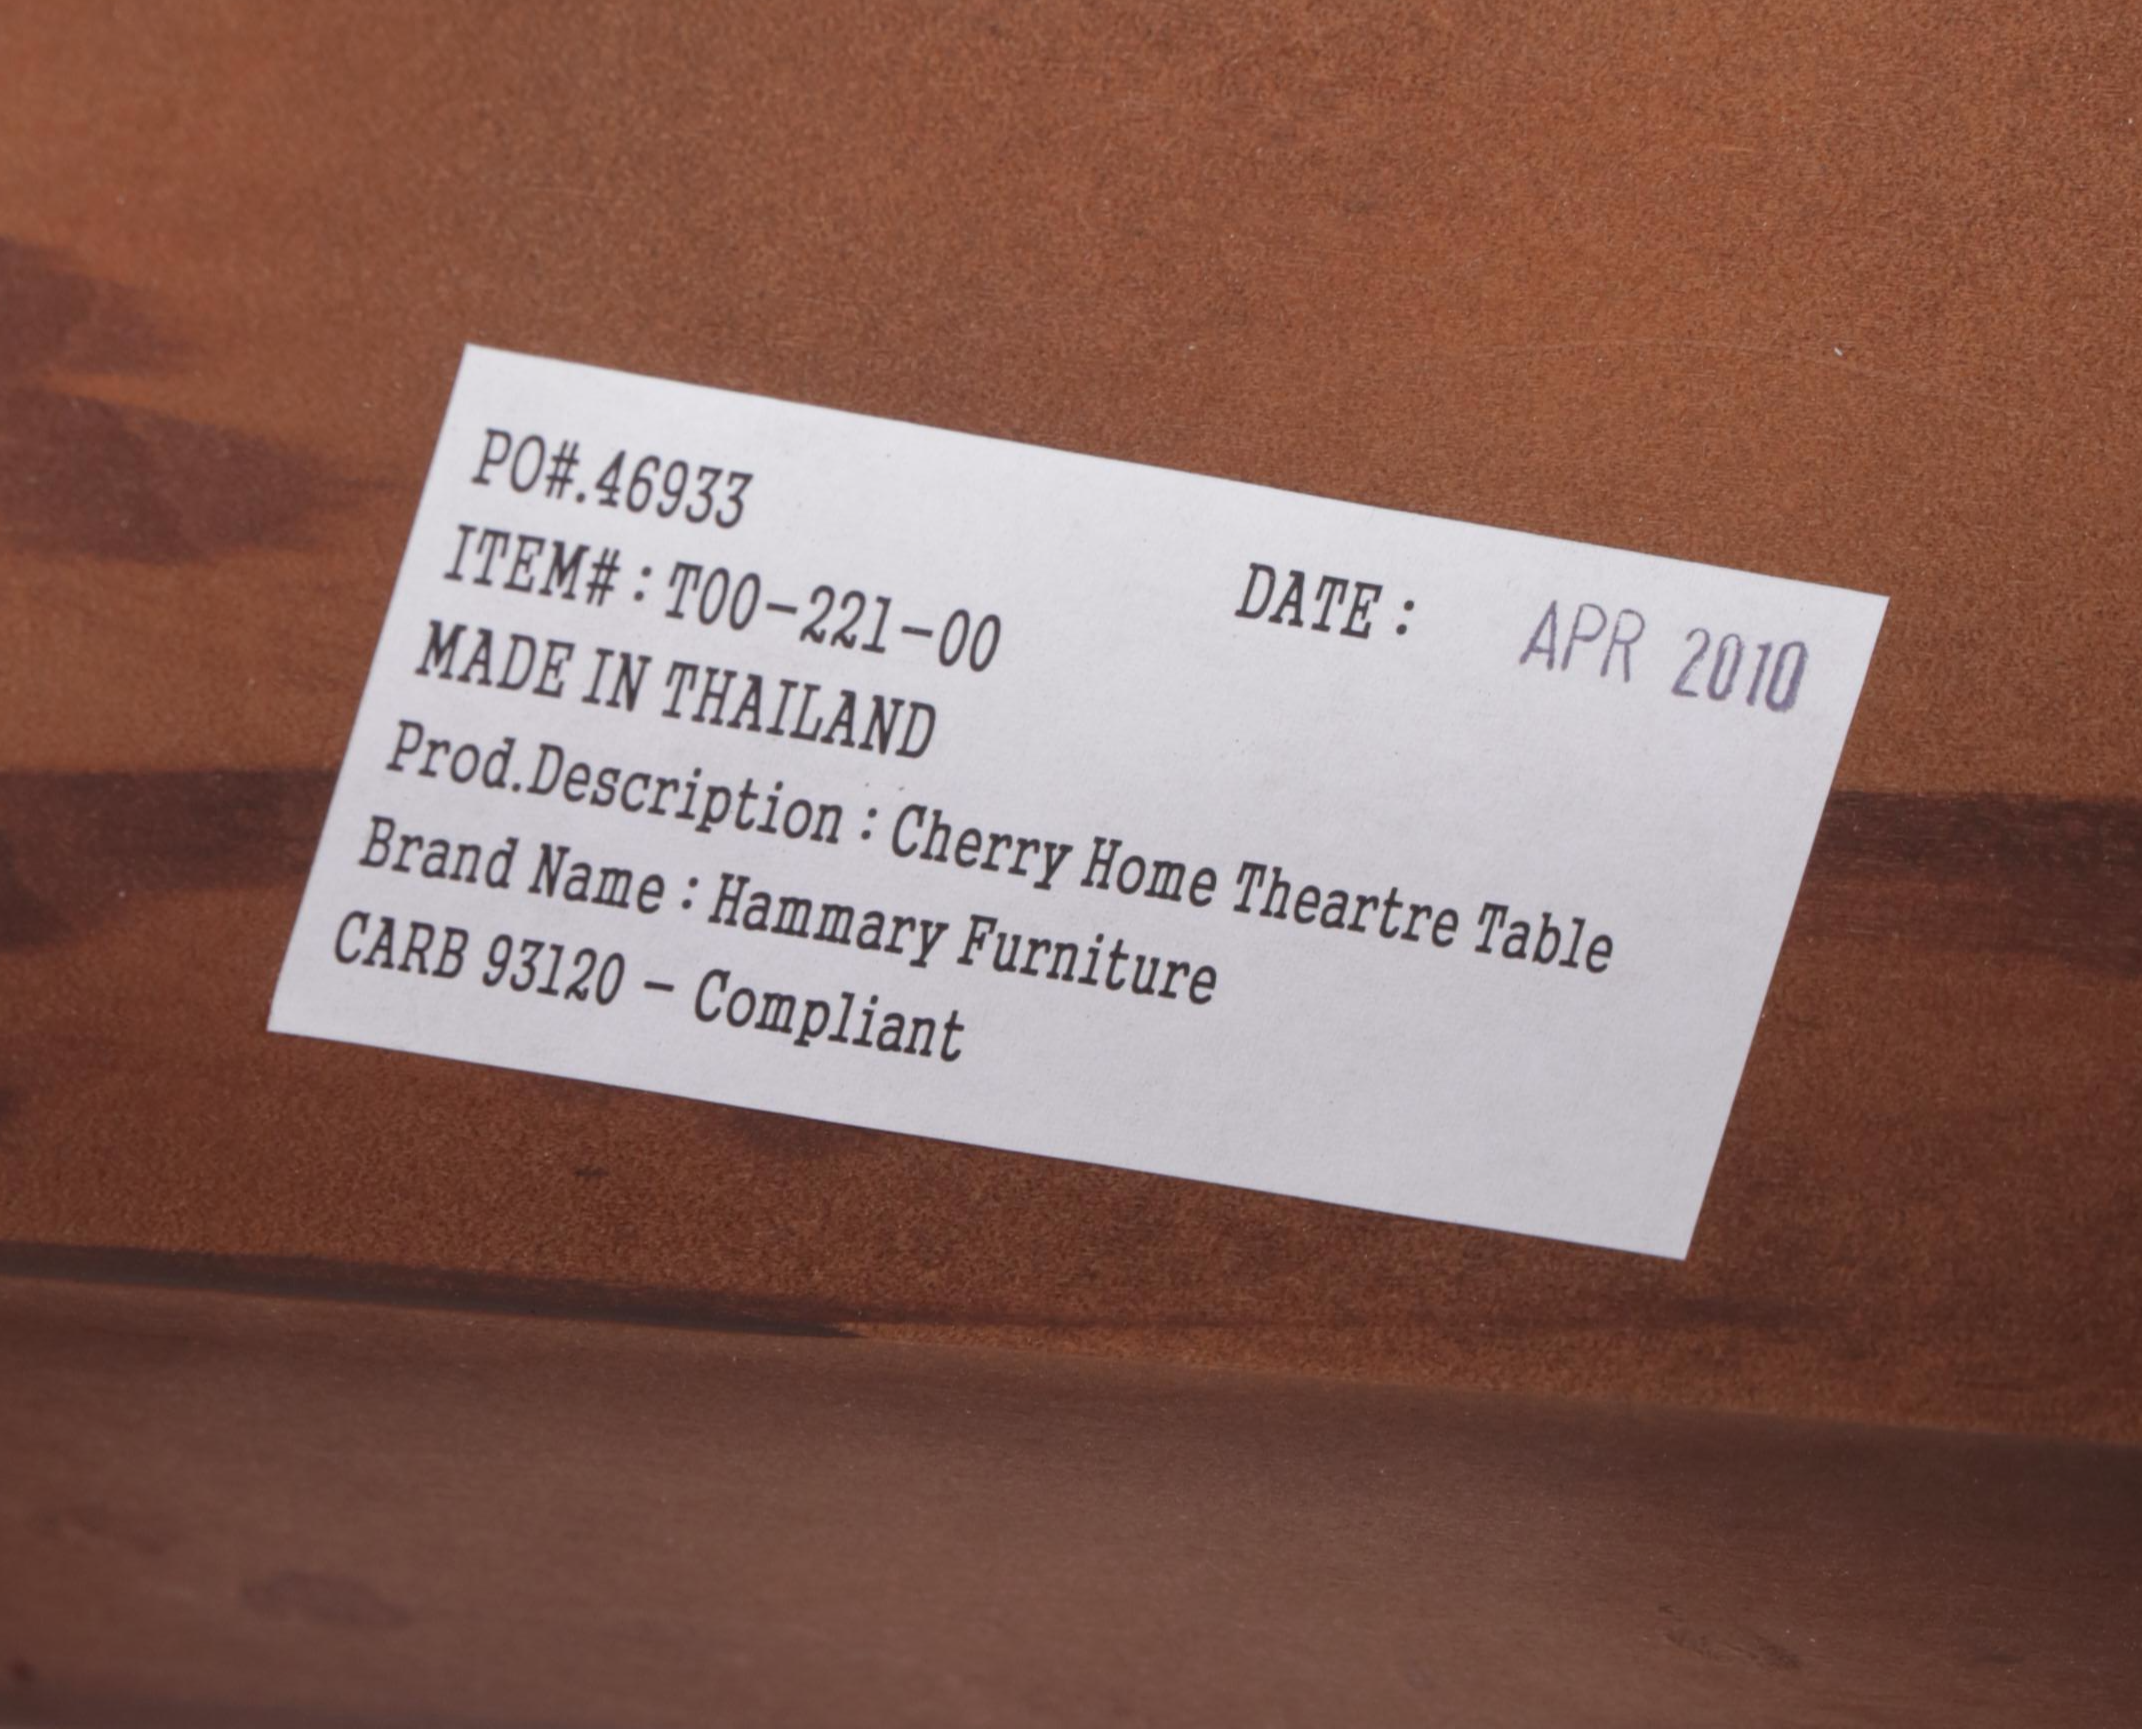 PO#.46933
ITEM# : T00-221-00
DATE : APR 2010
MADE IN THAILAND
Prod.Description : Cherry Home Theartre Table
Brand Name : Hammary Furniture
CARB 93120 - Compliant